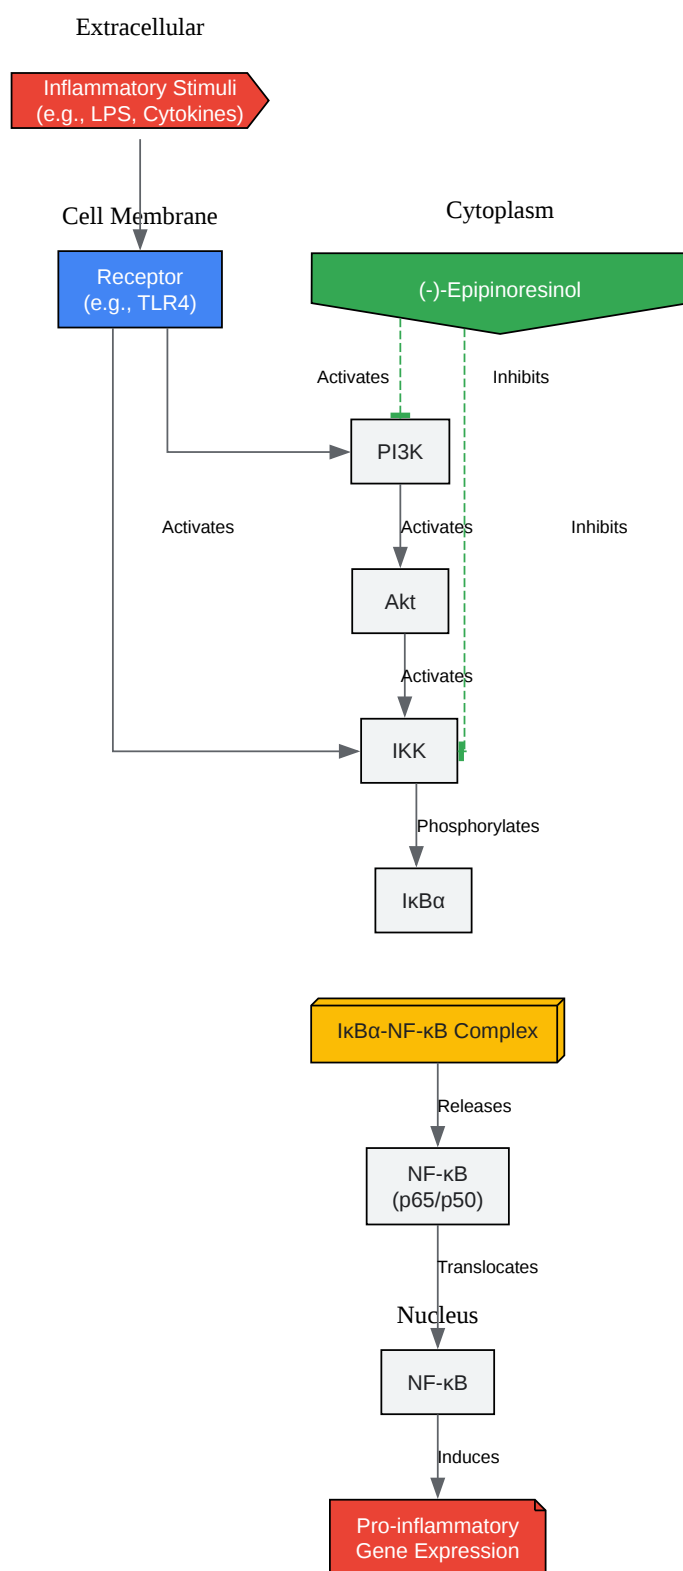 Extracellular
Inflammatory Stimuli
(e.g., LPS, Cytokines)
Cell Membrane
Cytoplasm
Receptor
(e.g., TLR4)
(-)-Epipinoresinol
Activates
Inhibits
PI3K
Activates
Activates
Inhibits
Akt
Activates
IKK
Phosphorylates
IκBα
IκBα-NF-κB Complex
Releases
NF-κB
(p65/p50)
Translocates
Nucleus
NF-κB
Induces
Pro-inflammatory
Gene Expression